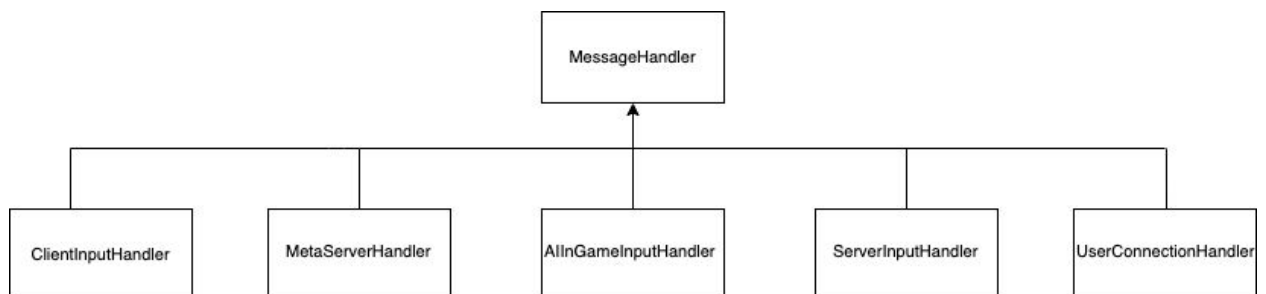 MessageHandler
ClientInputHandler
MetaServerHandler
AIInGameInputHandler
ServerInputHandler
UserConnectionHandler